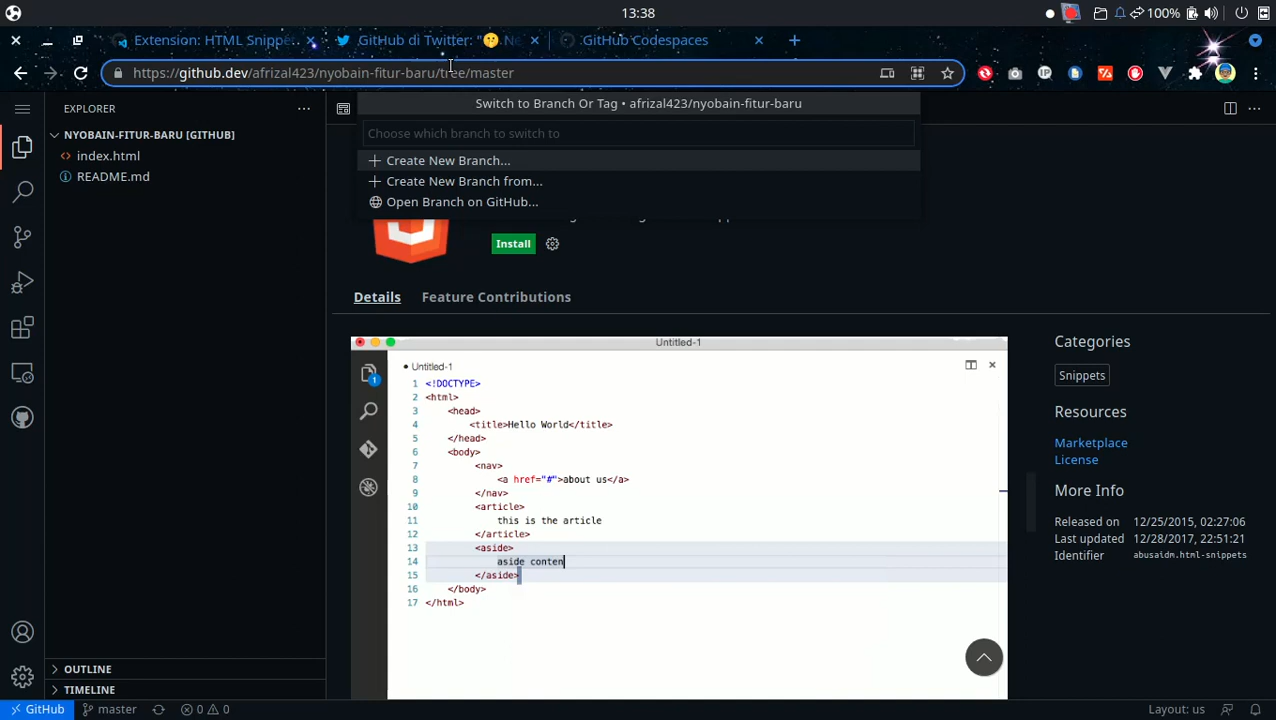 13:38
100%
Extension: HTML Snippe
GitHub di Twitter: "🤫 Ne
GitHub Codespaces
https://github.dev/afrizal423/nyobain-fitur-baru/tree/master
EXPLORER
Switch to Branch Or Tag • afrizal423/nyobain-fitur-baru
NYOBAIN-FITUR-BARU [GITHUB]
Choose which branch to switch to
index.html
Create New Branch...
README.md
Create New Branch from...
Open Branch on GitHub...
Install
Details
Feature Contributions
Untitled-1
Categories
Untitled-1
Snippets
1
1 <!DOCTYPE>
2 <html>
3 <head>
4 <title>Hello World</title>
5 </head>
6 <body>
7 <nav>
8 <a href="#">about us</a>
9 </nav>
10 <article>
11 this is the article
12 </article>
13 <aside>
14 aside conten
15 </aside>
16 </body>
17 </html>
Resources
Marketplace
License
More Info
Released on 12/25/2015, 02:27:06
Last updated 12/28/2017, 22:51:21
Identifier abusaidm.html-snippets
OUTLINE
TIMELINE
GitHub
master
0 0
Layout: us